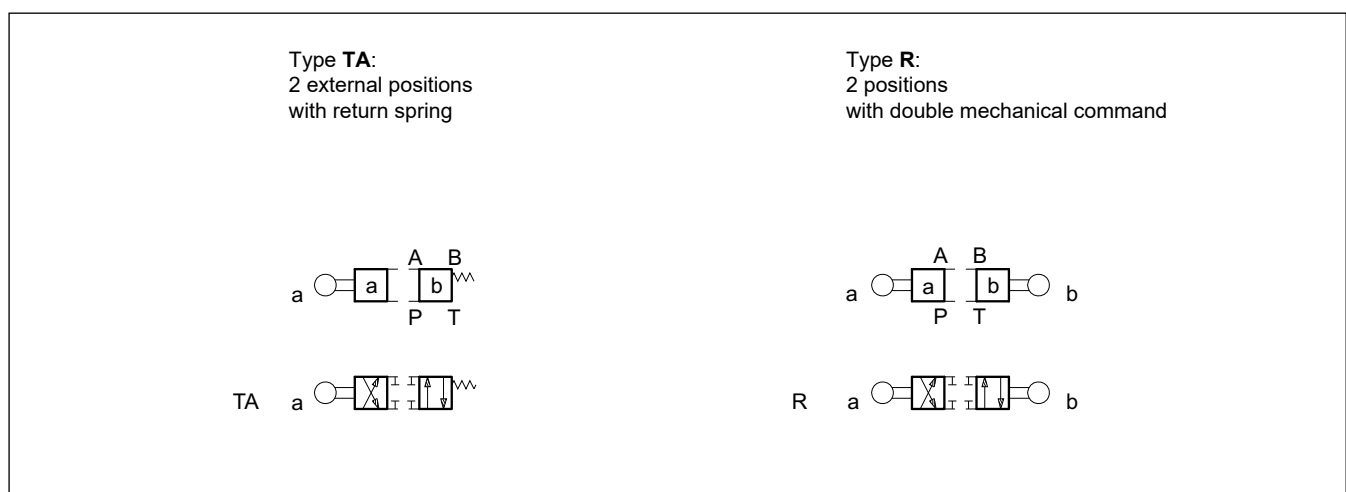 Type TA:
2 external positions
with return spring
Type R:
2 positions
with double mechanical command
A B
a a b
P T
A B
a a b b
P T
TA a
R a b